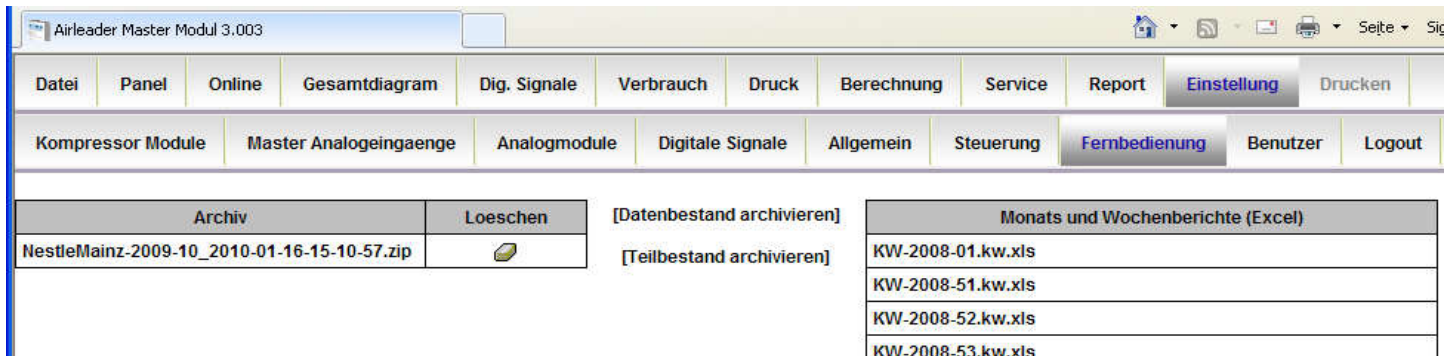 Airleader Master Modul 3.003
Seite
Datei Panel Online Gesamtdiagram Dig. Signale Verbrauch Druck Berechnung Service Report Einstellung Drucken
Kompressor Module Master Analogeingaenge Analogmodule Digitale Signale Allgemein Steuerung Fernbedienung Benutzer Logout
Archiv Loeschen
NestleMainz-2009-10_2010-01-16-15-10-57.zip
[Datenbestand archivieren]
[Teilbestand archivieren]
Monats und Wochenberichte (Excel)
KW-2008-01.kw.xls
KW-2008-51.kw.xls
KW-2008-52.kw.xls
KW-2008-53.kw.xls